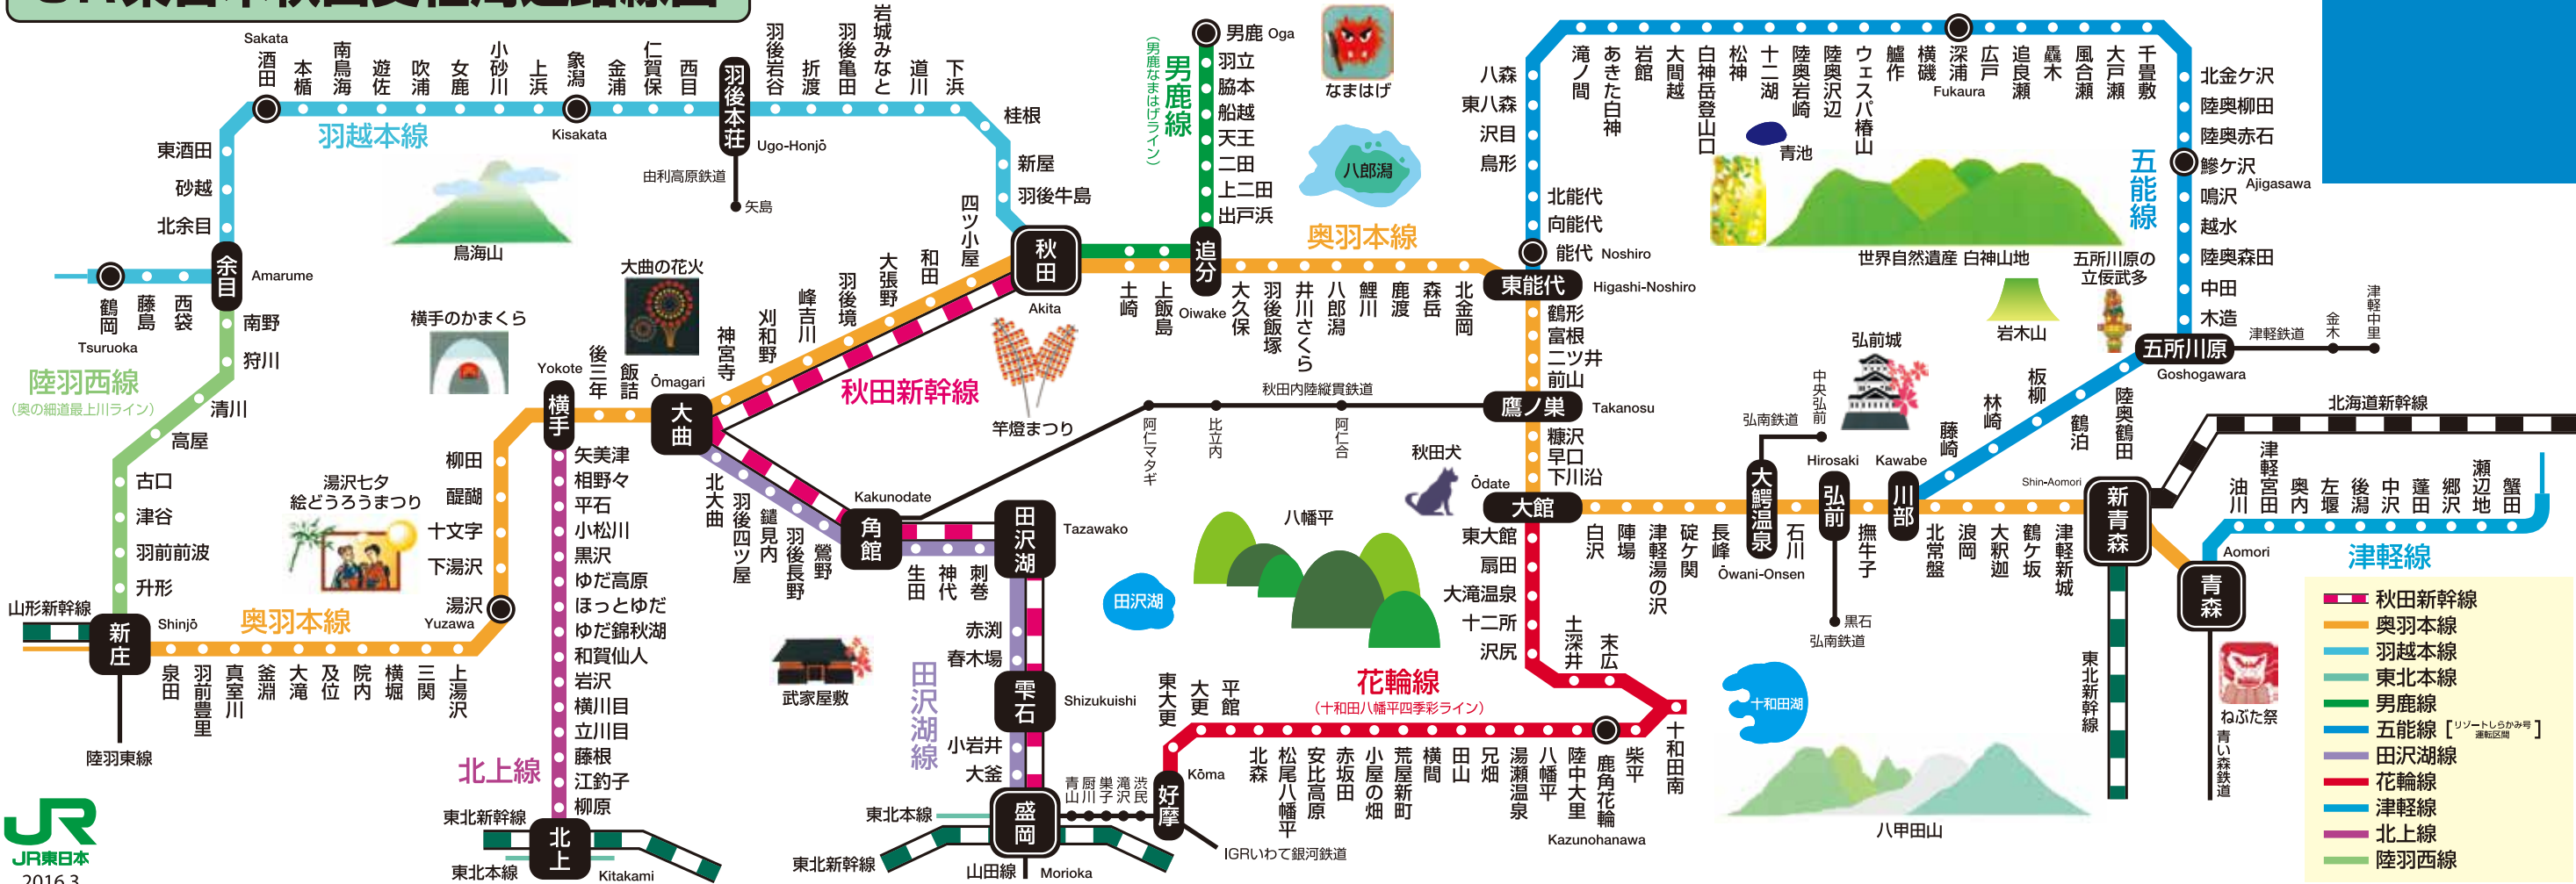 JR東日本秋田支社周辺路線図
Sakata
酒田
本楯
南鳥海
遊佐
吹浦
女鹿
小砂川
上浜
象潟
Kisakata
金浦
仁賀保
西目
羽後本荘
Ugo-Honjō
羽後岩谷
折渡
羽後亀田
岩城みなと
道川
下浜
桂根
新屋
羽後牛島
羽越本線
由利高原鉄道
矢島
鳥海山
東酒田
砂越
北余目
余目
Amarume
鶴岡
Tsuruoka
藤島
西袋
南野
狩川
清川
高屋
古口
津谷
羽前前波
升形
陸羽西線
(奥の細道最上川ライン)
山形新幹線
新庄
Shinjō
陸羽東線
奥羽本線
泉田
羽前豊里
真室川
釜淵
大滝
及位
院内
横堀
三関
上湯沢
湯沢
Yuzawa
下湯沢
十文字
醍醐
柳田
湯沢七夕
絵どうろうまつり
横手のかまくら
Yokote
横手
後三年
飯詰
Ōmagari
大曲
大曲の花火
神宮寺
刈和野
峰吉川
羽後境
大張野
和田
四ツ小屋
秋田
Akita
秋田新幹線
竿燈まつり
矢美津
相野々
平石
小松川
黒沢
ゆだ高原
ほっとゆだ
ゆだ錦秋湖
和賀仙人
岩沢
横川目
立川目
藤根
江釣子
柳原
北上線
東北新幹線
北上
東北本線
Kitakami
北大曲
羽後四ツ屋
鑓見内
羽後長野
鶯野
Kakunodate
角館
生田
神代
刺巻
田沢湖
Tazawako
赤渕
春木場
雫石
Shizukuishi
小岩井
大釜
田沢湖線
武家屋敷
盛岡
Morioka
東北本線
東北新幹線
山田線
青山
厨川
巣子
滝沢
渋民
好摩
Kōma
IGRいわて銀河鉄道
男鹿 Oga
羽立
脇本
船越
天王
二田
上二田
出戸浜
男鹿線
(男鹿なまはげライン)
なまはげ
八郎潟
追分
Oiwake
土崎
上飯島
奥羽本線
大久保
羽後飯塚
井川さくら
八郎潟
鯉川
鹿渡
森岳
北金岡
東能代
Higashi-Noshiro
能代 Noshiro
向能代
北能代
鳥形
沢目
東八森
八森
滝ノ間
あきた白神
岩館
大間越
白神岳登山口
松神
十二湖
陸奥岩崎
陸奥沢辺
ウェスパ椿山
艫作
横磯
深浦
Fukaura
広戸
追良瀬
驫木
風合瀬
大戸瀬
千畳敷
北金ケ沢
陸奥柳田
陸奥赤石
鰺ケ沢
Ajigasawa
鳴沢
越水
陸奥森田
中田
木造
五能線
青池
世界自然遺産 白神山地
五所川原の
立佞武多
岩木山
五所川原
Goshogawara
津軽鉄道
金木
津軽中里
陸奥鶴田
鶴泊
板柳
林崎
藤崎
鶴形
富根
二ツ井
前山
鷹ノ巣
Takanosu
秋田内陸縦貫鉄道
阿仁マタギ
比立内
阿仁合
糠沢
早口
下川沿
Ōdate
大館
秋田犬
八幡平
田沢湖
白沢
陣場
津軽湯の沢
碇ケ関
長峰
大鰐温泉
Ōwani-Onsen
石川
弘前
Hirosaki
撫牛子
川部
Kawabe
弘南鉄道
中央弘前
弘前城
黒石
弘南鉄道
北常盤
浪岡
大釈迦
鶴ケ坂
津軽新城
Shin-Aomori
新青森
北海道新幹線
東北新幹線
Aomori
青森
青い森鉄道
ねぶた祭
津軽線
油川
津軽宮田
奥内
左堰
後潟
中沢
蓬田
郷沢
瀬辺地
蟹田
東大館
扇田
大滝温泉
十二所
沢尻
土深井
末広
十和田南
柴平
鹿角花輪
Kazunohanawa
陸中大里
八幡平
湯瀬温泉
兄畑
田山
横間
荒屋新町
小屋の畑
赤坂田
安比高原
松尾八幡平
北森
平館
大更
東大更
花輪線
(十和田八幡平四季彩ライン)
十和田湖
八甲田山
秋田新幹線
奥羽本線
羽越本線
東北本線
男鹿線
五能線 [リゾートしらかみ号 運転区間]
田沢湖線
花輪線
津軽線
北上線
陸羽西線
JR
JR東日本
2016.3